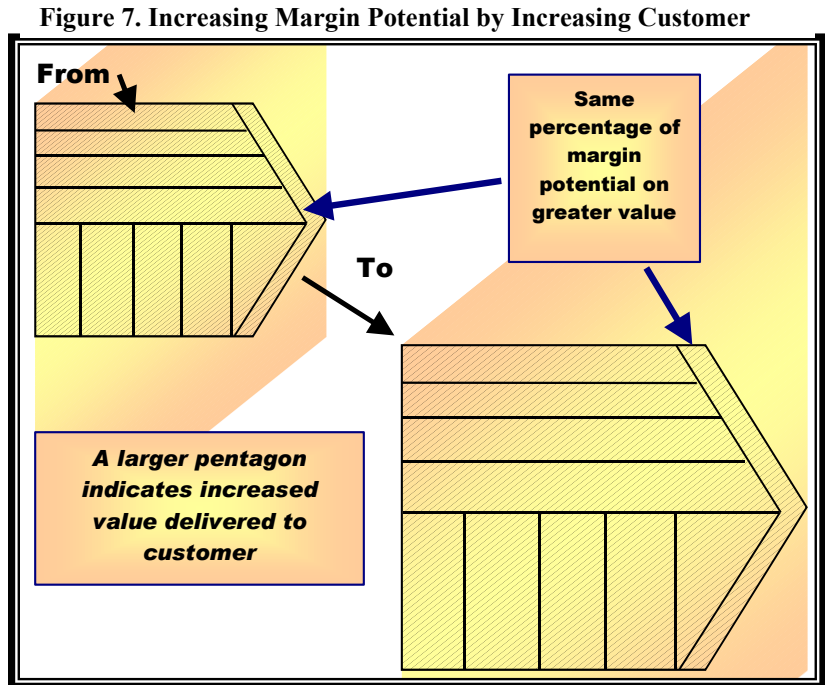 Figure 7. Increasing Margin Potential by Increasing Customer
From
Same
percentage of
margin
potential on
greater value
To
A larger pentagon
indicates increased
value delivered to
customer